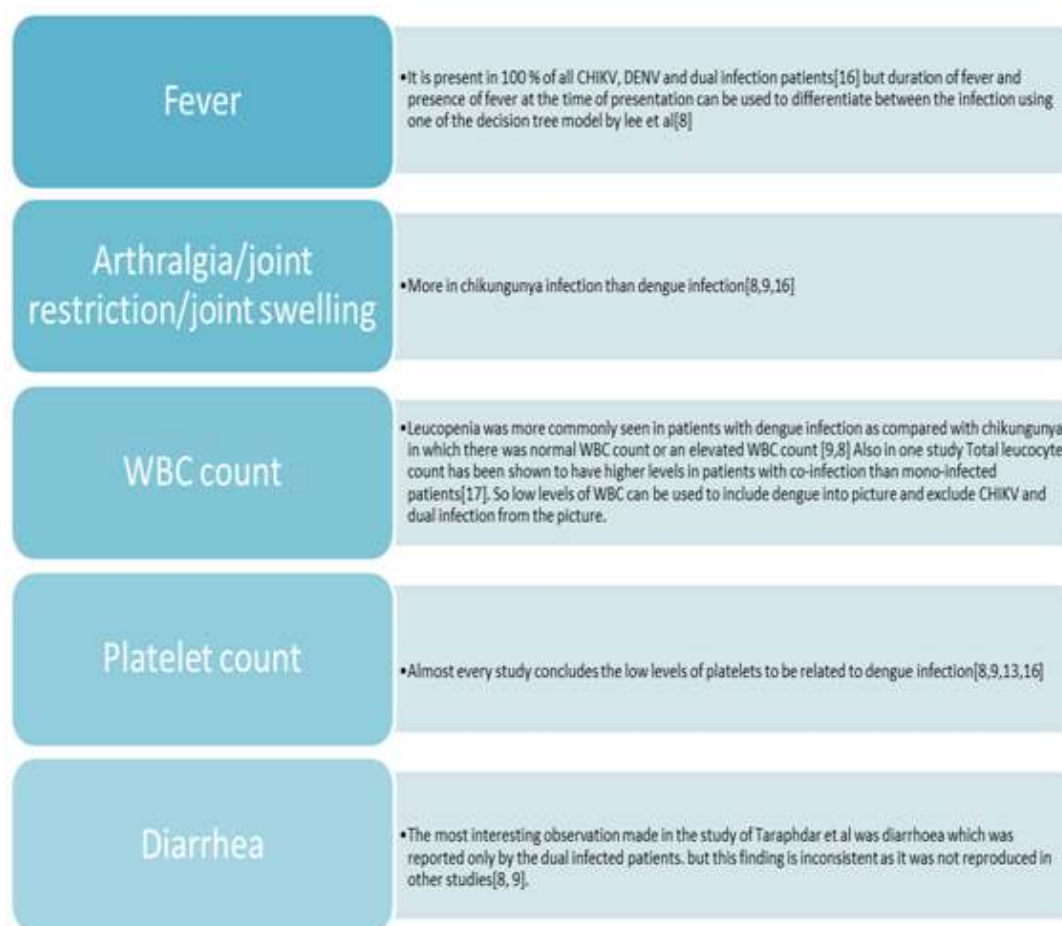 Fever
•It is present in 100 % of all CHIKV, DENV and dual infection patients[16] but duration of fever and
presence of fever at the time of presentation can be used to differentiate between the infection using
one of the decision tree model by lee et al[8]
Arthralgia/joint
restriction/joint swelling
•More in chikungunya infection than dengue infection[8,9,16]
WBC count
•Leucopenia was more commonly seen in patients with dengue infection as compared with chikungunya
in which there was normal WBC count or an elevated WBC count [9,8] Also in one study Total leucocyte
count has been shown to have higher levels in patients with co-infection than mono-infected
patients[17]. So low levels of WBC can be used to include dengue into picture and exclude CHIKV and
dual infection from the picture.
Platelet count
•Almost every study concludes the low levels of platelets to be related to dengue infection[8,9,13,16]
Diarrhea
•The most interesting observation made in the study of Taraphdar et al was diarrhoea which was
reported only by the dual infected patients. but this finding is inconsistent as it was not reproduced in
other studies[8, 9].